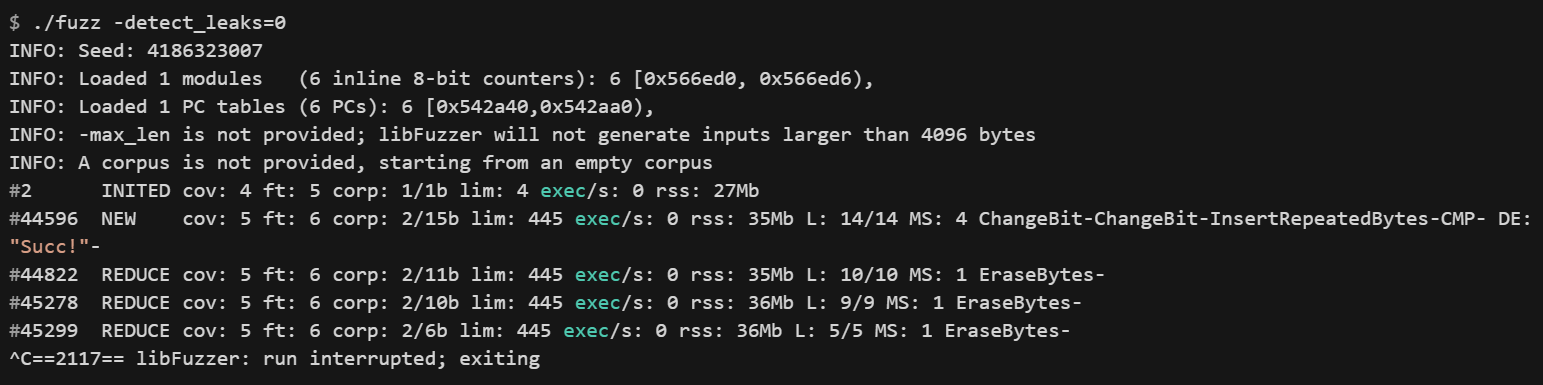 $ ./fuzz -detect_leaks=0
INFO: Seed: 4186323007
INFO: Loaded 1 modules   (6 inline 8-bit counters): 6 [0x566ed0, 0x566ed6),
INFO: Loaded 1 PC tables (6 PCs): 6 [0x542a40,0x542aa0),
INFO: -max_len is not provided; libFuzzer will not generate inputs larger than 4096 bytes
INFO: A corpus is not provided, starting from an empty corpus
#2      INITED cov: 4 ft: 5 corp: 1/1b lim: 4 exec/s: 0 rss: 27Mb
#44596  NEW    cov: 5 ft: 6 corp: 2/15b lim: 445 exec/s: 0 rss: 35Mb L: 14/14 MS: 4 ChangeBit-ChangeBit-InsertRepeatedBytes-CMP- DE:
"Succ!"-
#44822  REDUCE cov: 5 ft: 6 corp: 2/11b lim: 445 exec/s: 0 rss: 35Mb L: 10/10 MS: 1 EraseBytes-
#45278  REDUCE cov: 5 ft: 6 corp: 2/10b lim: 445 exec/s: 0 rss: 36Mb L: 9/9 MS: 1 EraseBytes-
#45299  REDUCE cov: 5 ft: 6 corp: 2/6b lim: 445 exec/s: 0 rss: 36Mb L: 5/5 MS: 1 EraseBytes-
^C==2117== libFuzzer: run interrupted; exiting